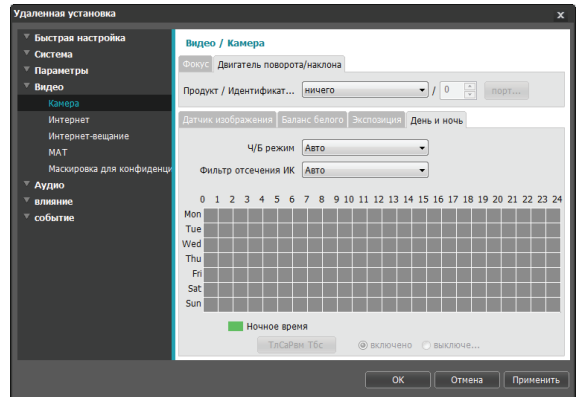 Удаленная установка x
Быстрая настройка
Система
Параметры
Видео
Камера
Интернет
Интернет-вещание
МАТ
Маскировка для конфиденци
Аудио
влияние
событие
Видео / Камера
Фокус Двигатель поворота/наклона
Продукт / Идентификат... ничего / 0 порт...
Датчик изображения Баланс белого Экспозиция День и ночь
Ч/Б режим Авто
Фильтр отсечения ИК Авто
0 1 2 3 4 5 6 7 8 9 10 11 12 13 14 15 16 17 18 19 20 21 22 23 24
Mon
Tue
Wed
Thu
Fri
Sat
Sun
Ночное время
включено выключе...
OK Отмена Применить